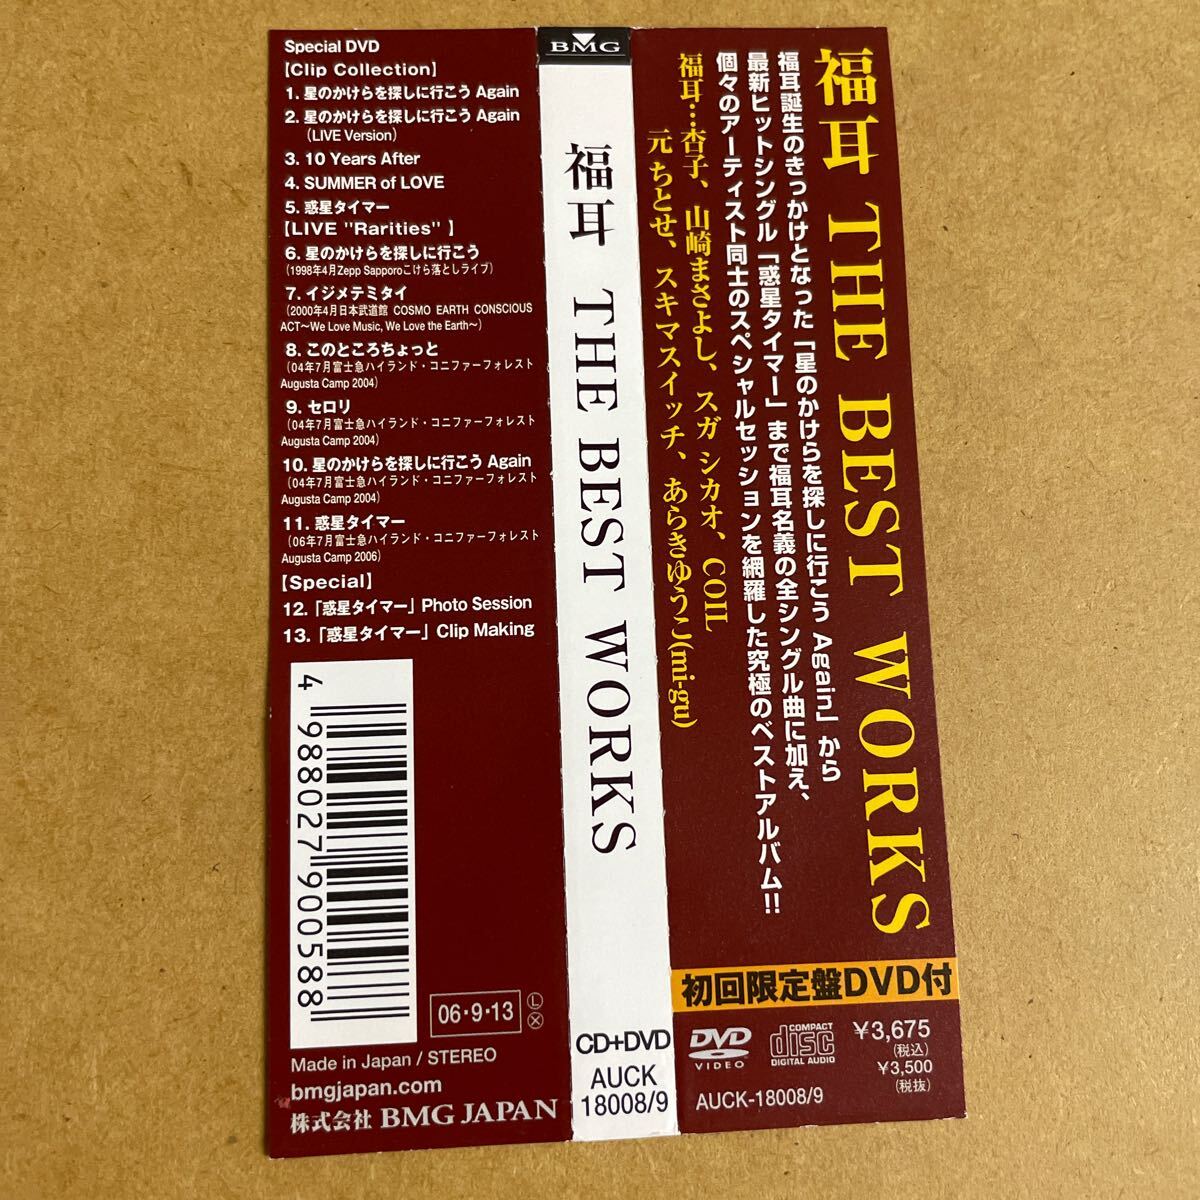 Special DVD
【Clip Collection】
1. 星のかけらを探しに行こう Again
2. 星のかけらを探しに行こう Again
(LIVE Version)
3. 10 Years After
4. SUMMER of LOVE
5. 惑星タイマー
【LIVE "Rarities" 】
6. 星のかけらを探しに行こう
(1998年4月Zepp Sapporoこけら落としライブ)
7. イジメテミタイ
(2000年4月日本武道館 COSMO EARTH CONSCIOUS
ACT〜We Love Music, We Love the Earth〜)
8. このところちょっと
(04年7月富士急ハイランド・コニファーフォレスト
Augusta Camp 2004)
9. セロリ
(04年7月富士急ハイランド・コニファーフォレスト
Augusta Camp 2004)
10. 星のかけらを探しに行こう Again
(04年7月富士急ハイランド・コニファーフォレスト
Augusta Camp 2004)
11. 惑星タイマー
(06年7月富士急ハイランド・コニファーフォレスト
Augusta Camp 2006)
【Special】
12.「惑星タイマー」Photo Session
13.「惑星タイマー」Clip Making
4 988027 900588
06・9・13
Ⓛ
Ⓧ
Made in Japan / STEREO
bmgjapan.com
株式会社 BMG JAPAN
BMG
福耳 THE BEST WORKS
CD+DVD
AUCK
18008/9
福耳 THE BEST WORKS
福耳誕生のきっかけとなった「星のかけらを探しに行こう Again」から
最新ヒットシングル「惑星タイマー」まで福耳名義の全シングル曲に加え、
個々のアーティスト同士のスペシャルセッションを網羅した究極のベストアルバム!!
福耳…杏子、山崎まさよし、スガ シカオ、COIL
元 ちとせ、スキマスイッチ、あらきゆうこ(mi-gu)
初回限定盤DVD付
DVD
VIDEO
COMPACT
disc
DIGITAL AUDIO
¥3,675
(税込)
¥3,500
(税抜)
AUCK-18008/9